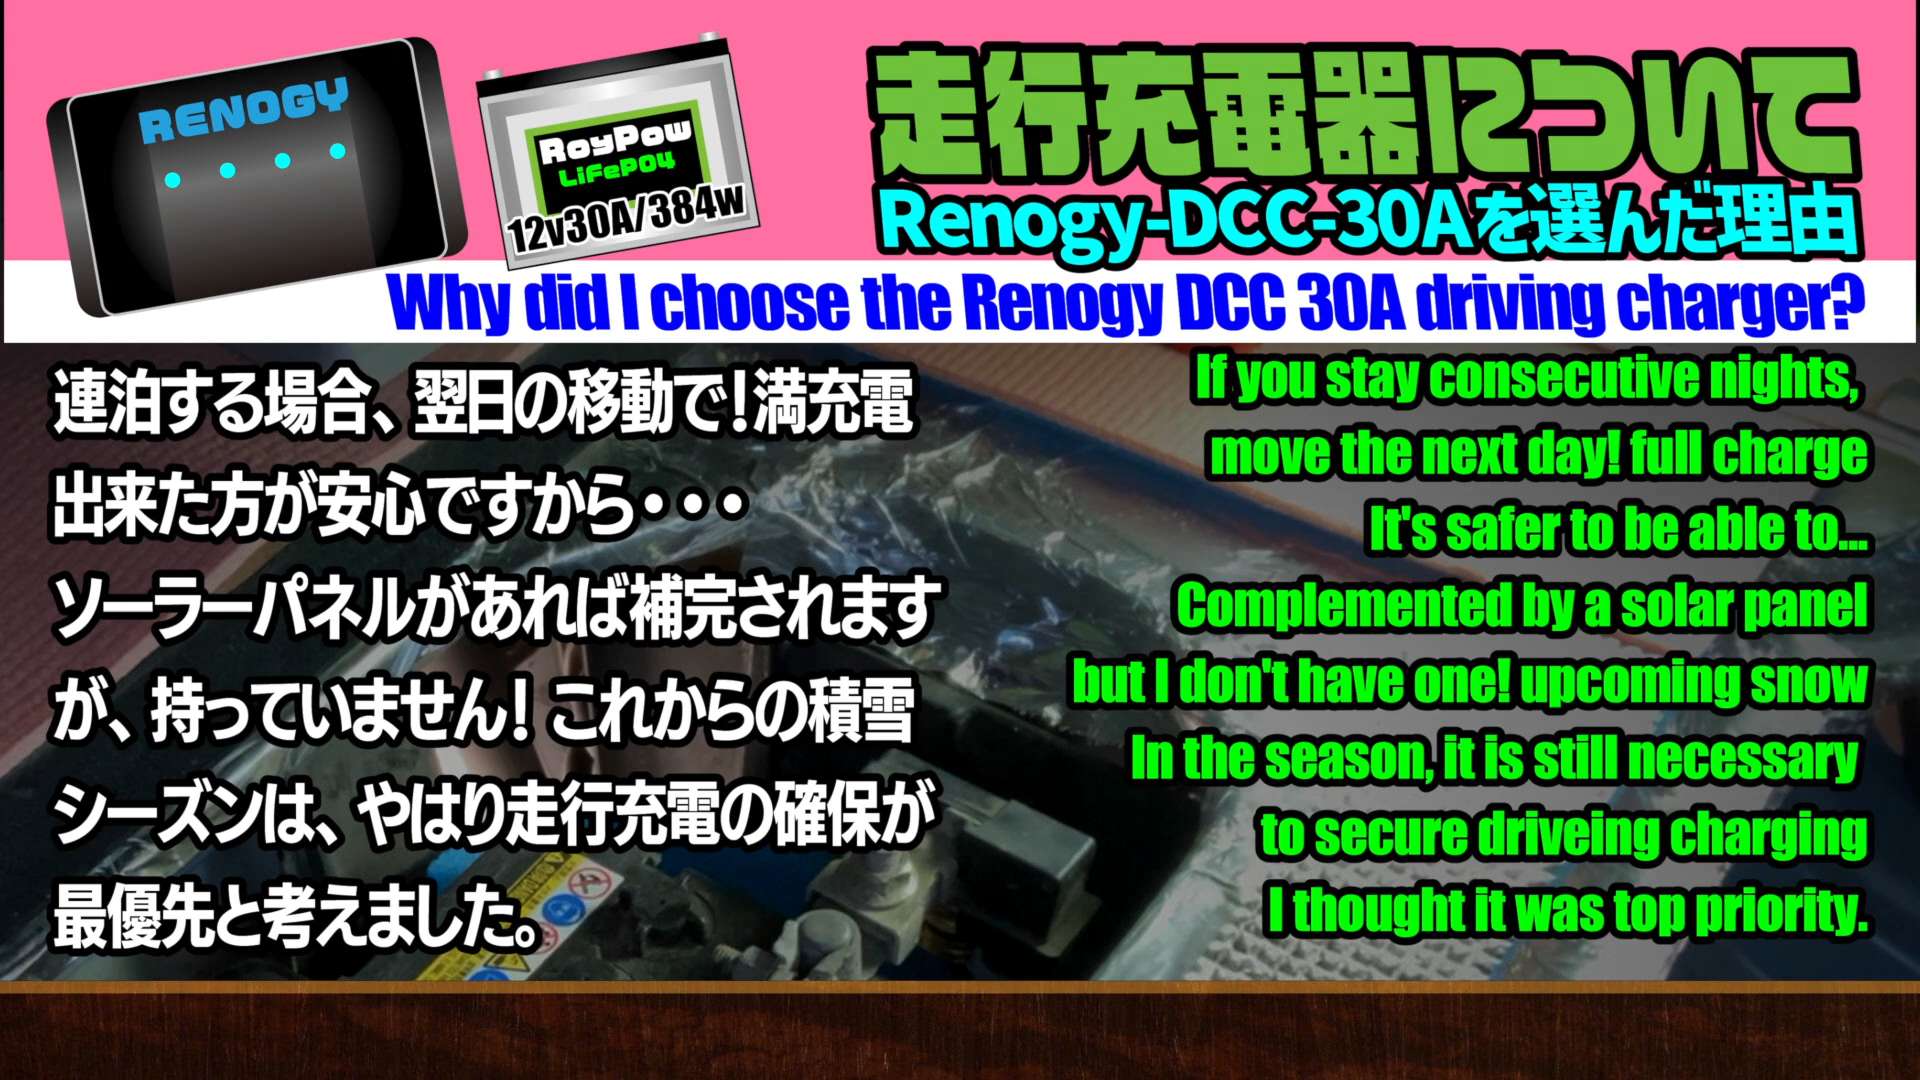 RENOGY
RoyPow
LiFePO4
12v30A/384w
走行充電器について
Renogy-DCC-30Aを選んだ理由
Why did I choose the Renogy DCC 30A driving charger?
連泊する場合、翌日の移動で!満充電
出来た方が安心ですから・・・
ソーラーパネルがあれば補完されます
が、持っていません! これからの積雪
シーズンは、やはり走行充電の確保が
最優先と考えました。
If you stay consecutive nights,
move the next day! full charge
It's safer to be able to...
Complemented by a solar panel
but I don't have one! upcoming snow
In the season, it is still necessary
to secure driveing charging
I thought it was top priority.